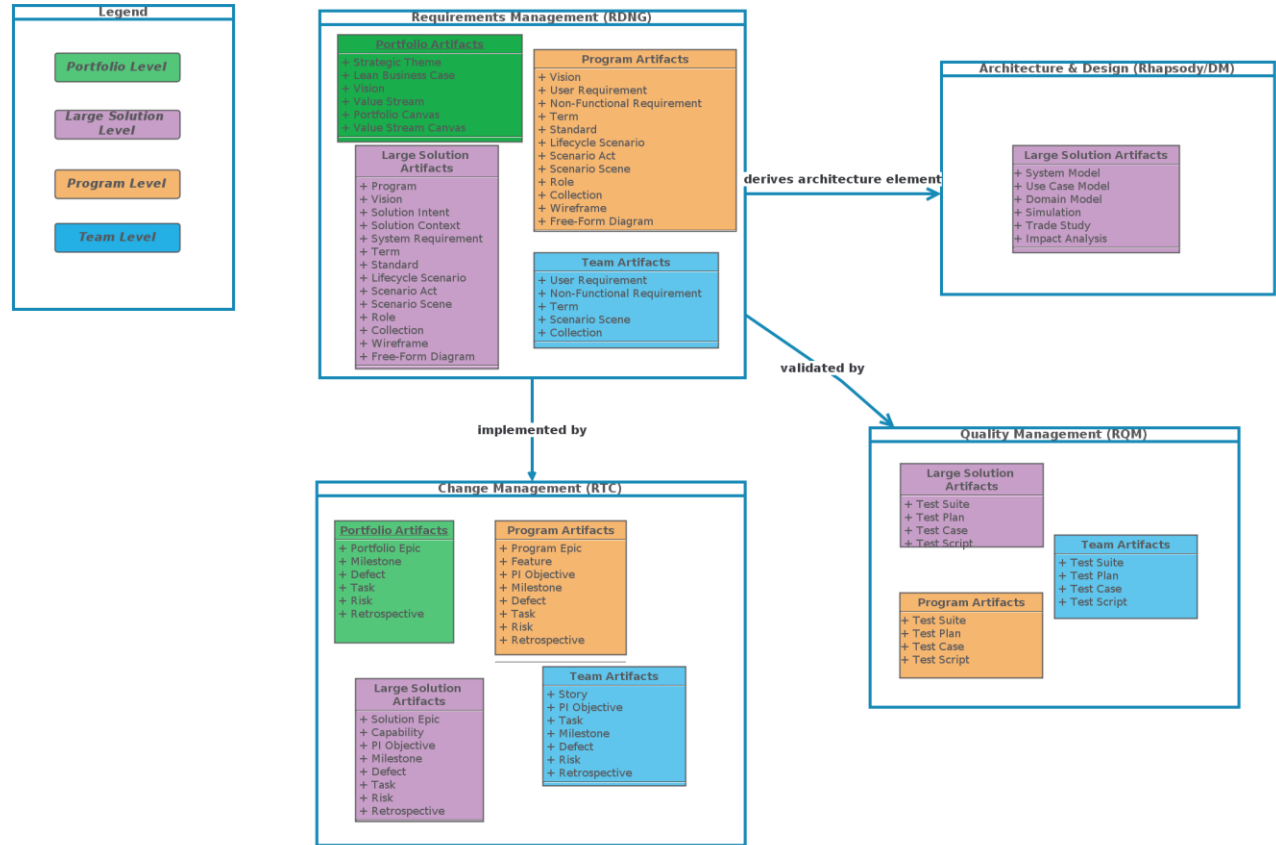 Legend
Portfolio Level
Large Solution
Level
Program Level
Team Level
Requirements Management (RDNG)
Portfolio Artifacts
+ Strategic Theme
+ Lean Business Case
+ Vision
+ Value Stream
+ Portfolio Canvas
+ Value Stream Canvas
Large Solution
Artifacts
+ Program
+ Vision
+ Solution Intent
+ Solution Context
+ System Requirement
+ Term
+ Standard
+ Lifecycle Scenario
+ Scenario Act
+ Scenario Scene
+ Role
+ Collection
+ Wireframe
+ Free-Form Diagram
Program Artifacts
+ Vision
+ User Requirement
+ Non-Functional Requirement
+ Term
+ Standard
+ Lifecycle Scenario
+ Scenario Act
+ Scenario Scene
+ Role
+ Collection
+ Wireframe
+ Free-Form Diagram
Team Artifacts
+ User Requirement
+ Non-Functional Requirement
+ Term
+ Scenario Scene
+ Collection
derives architecture element
Architecture & Design (Rhapsody/DM)
Large Solution Artifacts
+ System Model
+ Use Case Model
+ Domain Model
+ Simulation
+ Trade Study
+ Impact Analysis
validated by
implemented by
Quality Management (RQM)
Large Solution
Artifacts
+ Test Suite
+ Test Plan
+ Test Case
+ Test Script
Team Artifacts
+ Test Suite
+ Test Plan
+ Test Case
+ Test Script
Program Artifacts
+ Test Suite
+ Test Plan
+ Test Case
+ Test Script
Change Management (RTC)
Portfolio Artifacts
+ Portfolio Epic
+ Milestone
+ Defect
+ Task
+ Risk
+ Retrospective
Program Artifacts
+ Program Epic
+ Feature
+ PI Objective
+ Milestone
+ Defect
+ Task
+ Risk
+ Retrospective
Large Solution
Artifacts
+ Solution Epic
+ Capability
+ PI Objective
+ Milestone
+ Defect
+ Task
+ Risk
+ Retrospective
Team Artifacts
+ Story
+ PI Objective
+ Task
+ Milestone
+ Defect
+ Risk
+ Retrospective